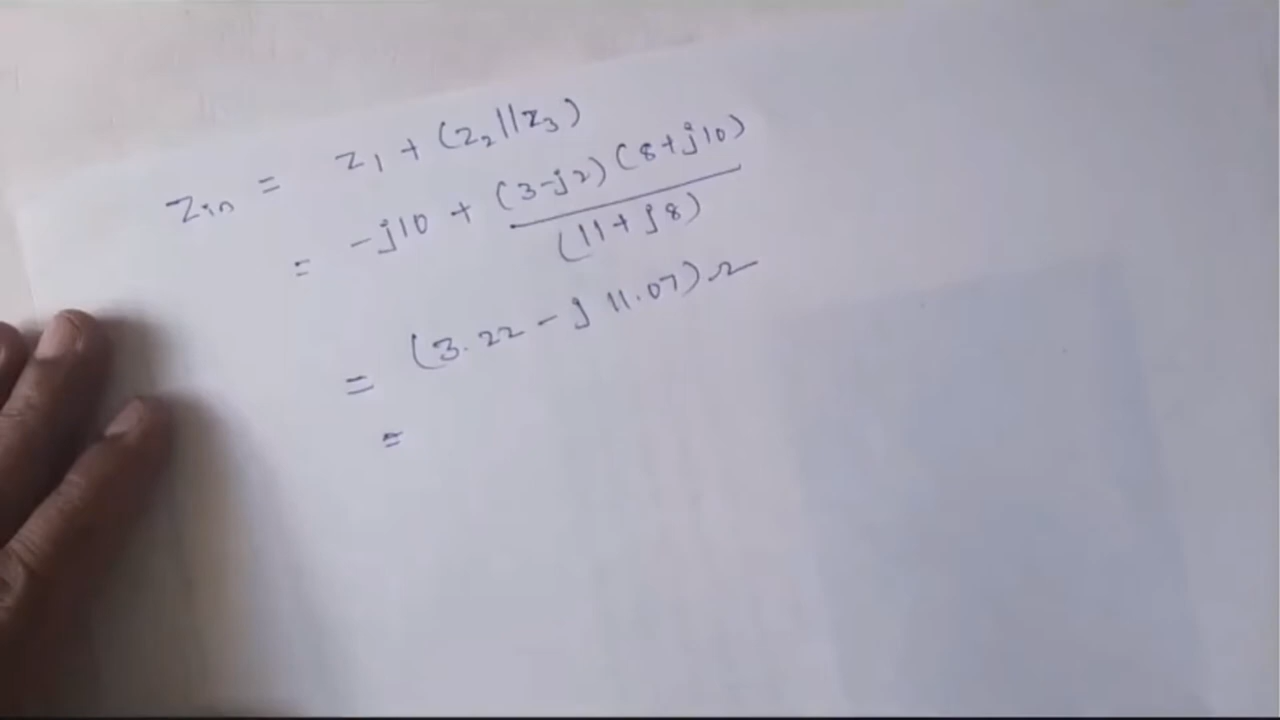 Zin = Z1 + (Z2 || Z3)
= -j10 + (3-j2)(8+j10)
(11+j8)
= (3.22 - j 11.07) Ω
=